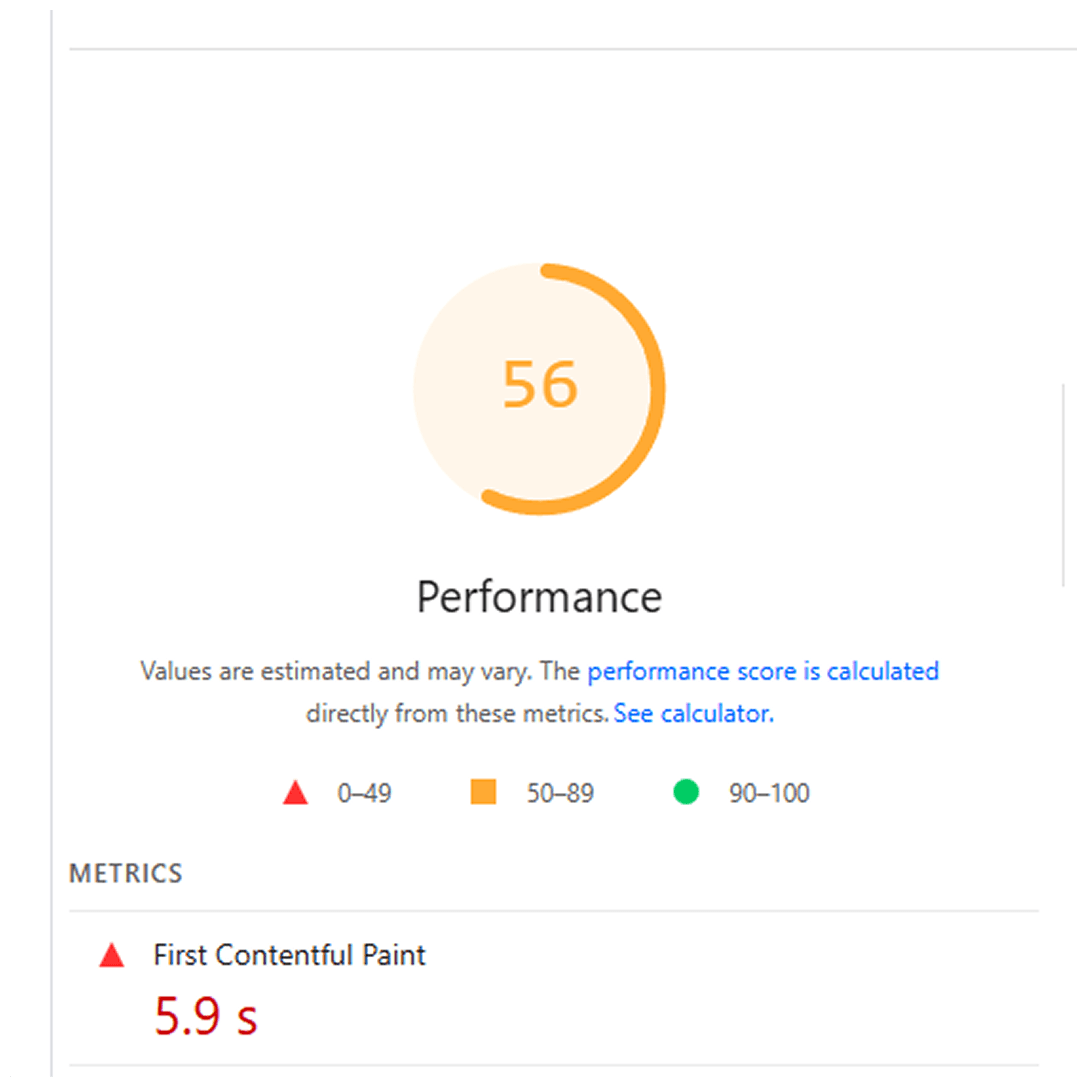 56
Performance
Values are estimated and may vary. The performance score is calculated
directly from these metrics. See calculator.
0–49 50–89 90–100
METRICS
First Contentful Paint
5.9 s